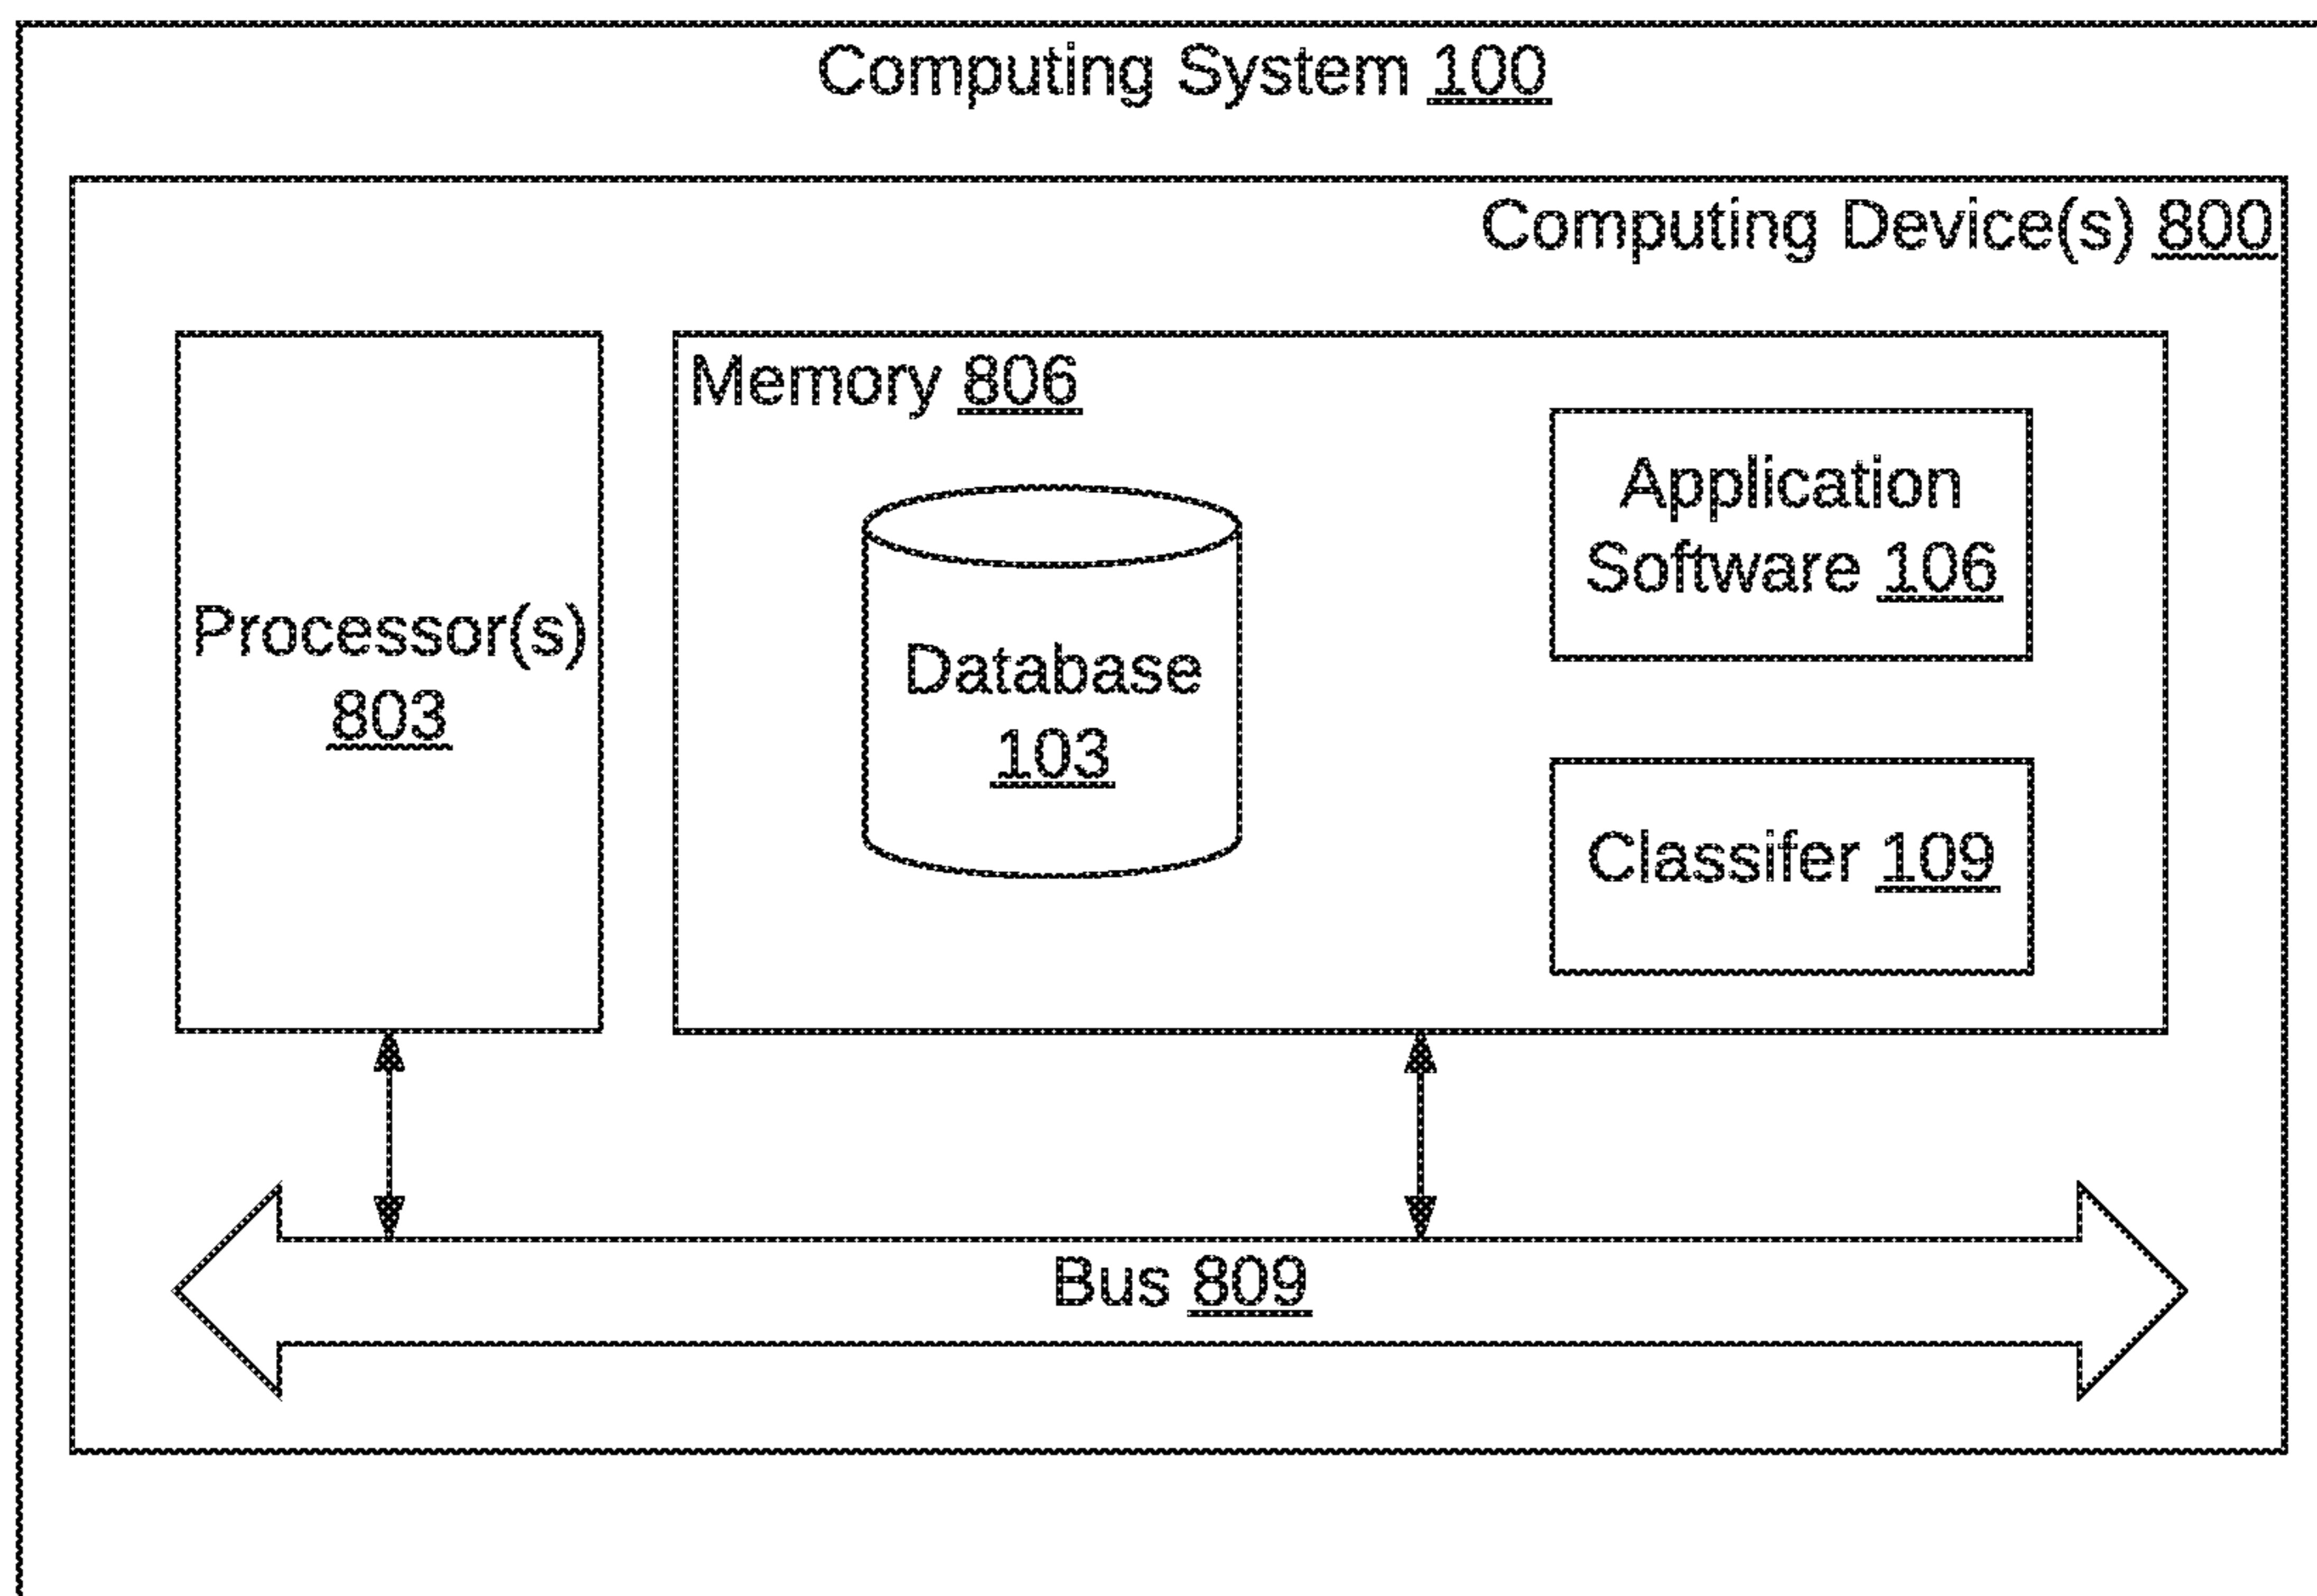 Computing System 100
Computing Device(s) 800
Memory 806
Application
Software 106
Processor(s)
803
Database
103
Classifer 109
Bus 809